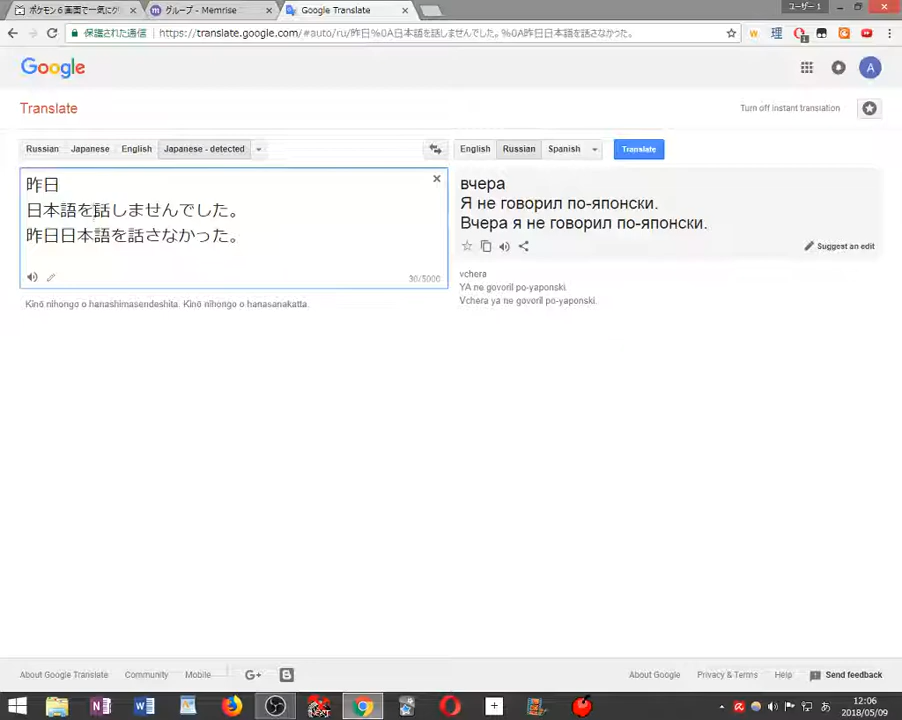 ポケモン6画面で一気にク
グループ - Memrise
Google Translate
ユーザー 1
保護された通信
https://translate.google.com/#auto/ru/昨日%0A日本語を話しませんでした。%0A昨日日本語を話さなかった。
Google
A
Translate
Turn off instant translation
Russian Japanese English Japanese - detected
English Russian Spanish Translate
昨日
日本語を話しませんでした。
昨日日本語を話さなかった。
30/5000
Kinō nihongo o hanashimasendeshita. Kinō nihongo o hanasanakatta.
вчера
Я не говорил по-японски.
Вчера я не говорил по-японски.
Suggest an edit
vchera
YA ne govoril po-yaponski.
Vchera ya ne govoril po-yaponski.
About Google Translate Community Mobile G+ B
About Google Privacy & Terms Help Send feedback
あ
12:06
2018/05/09